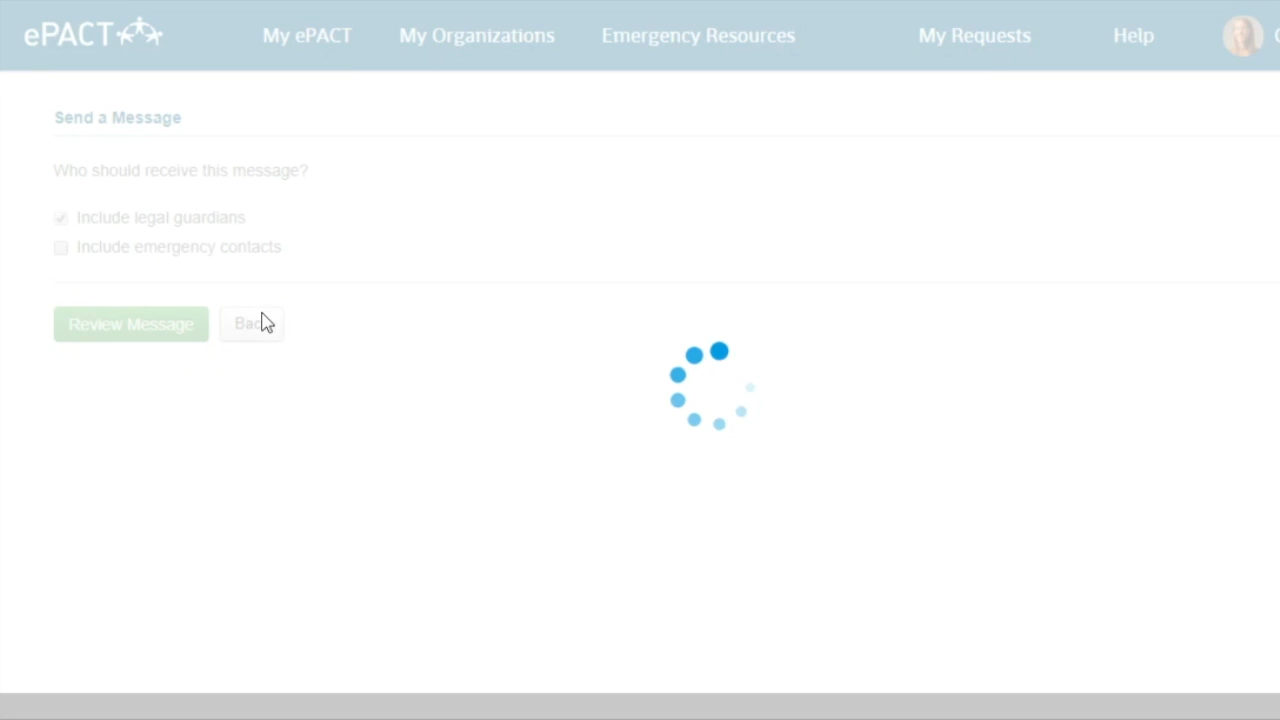 ePACT
My ePACT
My Organizations
Emergency Resources
My Requests
Help
Send a Message
Who should receive this message?
Include legal guardians
Include emergency contacts
Review Message